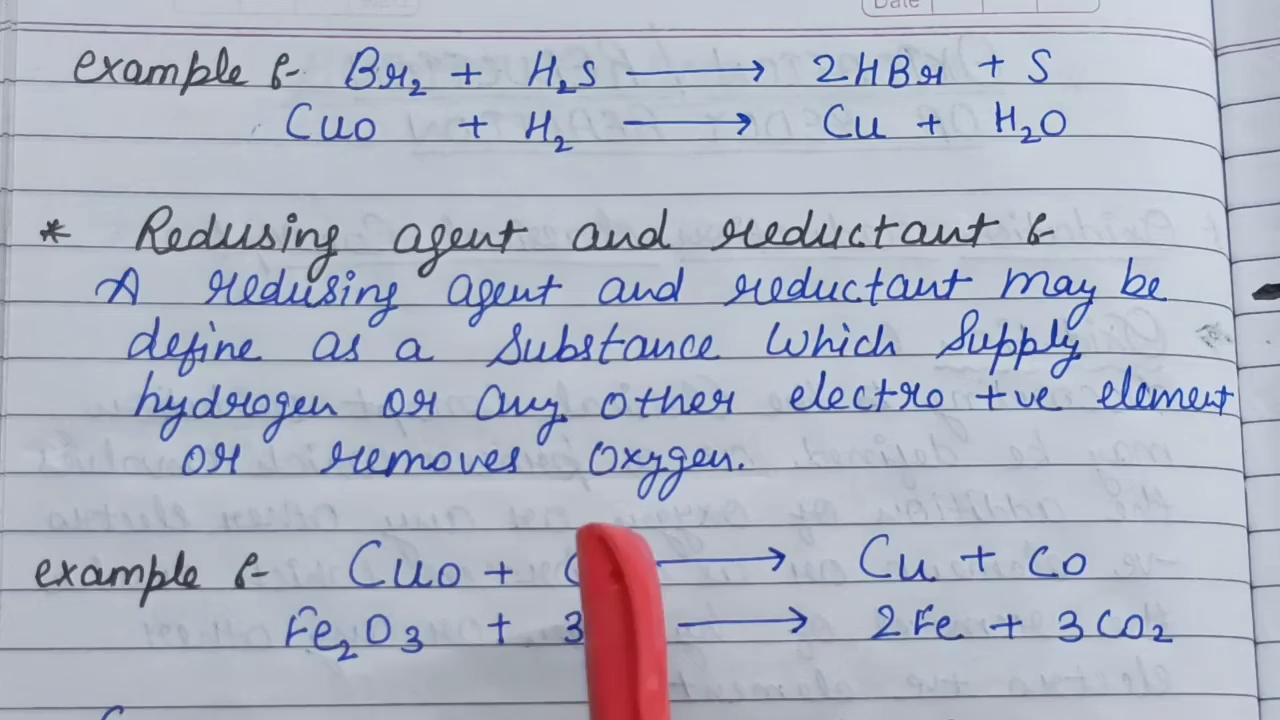 Date
example :- Br₂ + H₂S ⟶ 2HBr + S
CuO + H₂ ⟶ Cu + H₂O
* Redusing agent and reductant :-
A redusing agent and reductant may be
define as a substance which supply
hydrogen or any other electro +ve element
or removes oxygen.
example :- CuO + C ⟶ Cu + CO
Fe₂O₃ + 3 ⟶ 2Fe + 3CO₂